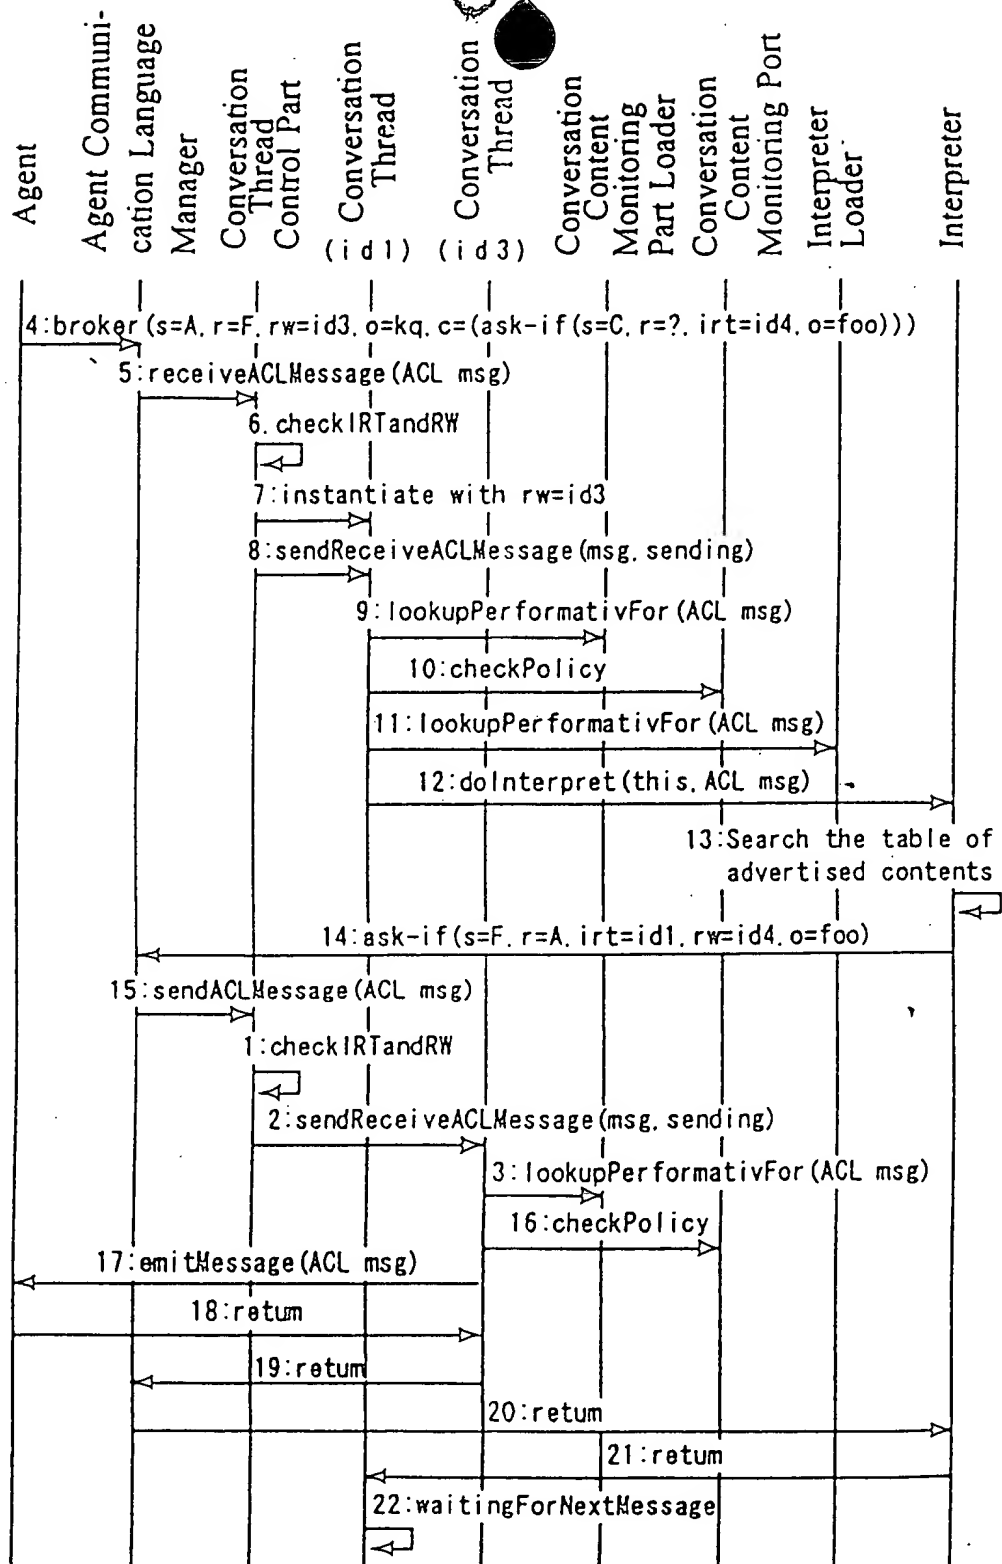 Agent
Agent Communi-
cation Language
Manager
Conversation
Thread
Control Part
Conversation
Thread
(id1)
Conversation
Thread
(id3)
Conversation
Content
Monitoring
Part Loader
Conversation
Content
Monitoring Port
Interpreter
Loader
Interpreter
4:broker(s=A, r=F, rw=id3, o=kq, c=(ask-if(s=C, r=?, irt=id4, o=foo)))
5:receiveACLMessage(ACL msg)
6.checkIRTandRW
7:instantiate with rw=id3
8:sendReceiveACLMessage(msg, sending)
9:lookupPerformativFor(ACL msg)
10:checkPolicy
11:lookupPerformativFor(ACL msg)
12:doInterpret(this, ACL msg)
13:Search the table of
advertised contents
14:ask-if(s=F, r=A, irt=id1, rw=id4, o=foo)
15:sendACLMessage(ACL msg)
1:checkIRTandRW
2:sendReceiveACLMessage(msg, sending)
3:lookupPerformativFor(ACL msg)
16:checkPolicy
17:emitMessage(ACL msg)
18:return
19:return
20:return
21:return
22:waitingForNextMessage